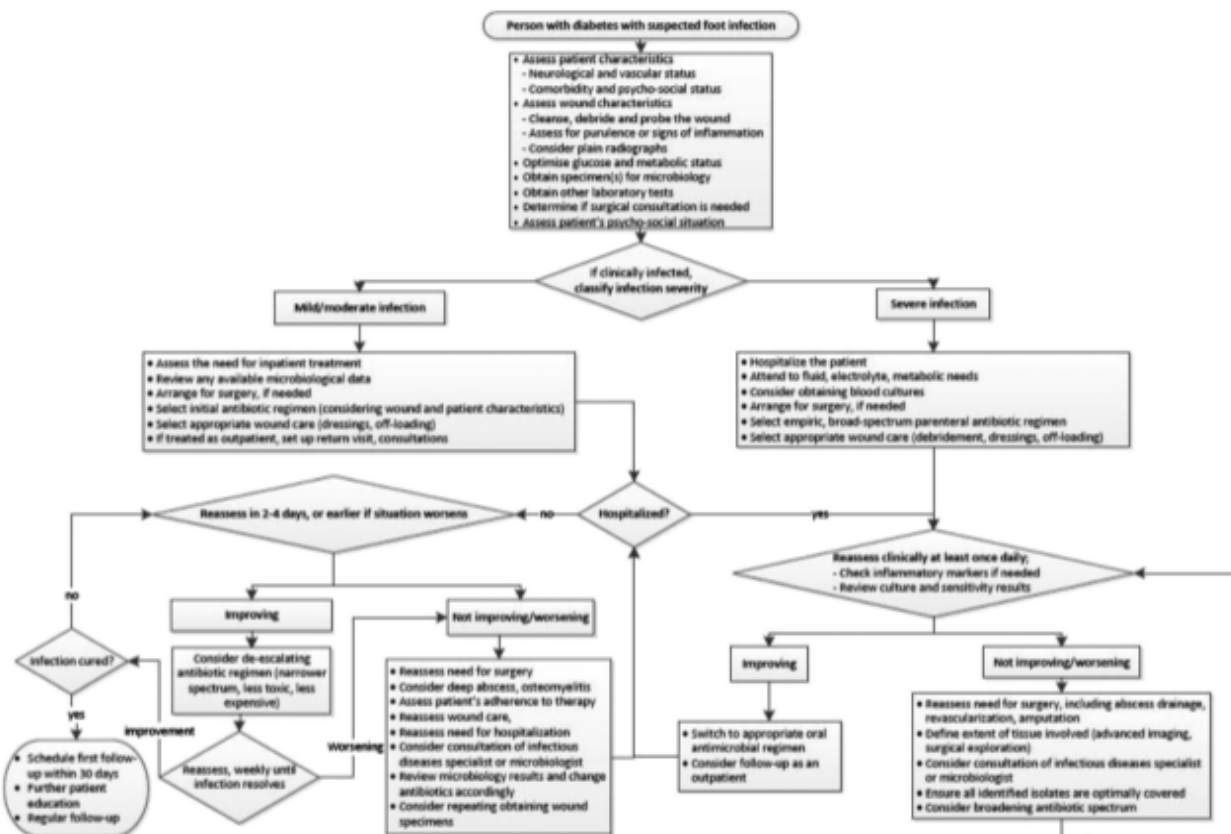 Person with diabetes with suspected foot infection
• Assess patient characteristics
- Neurological and vascular status
- Comorbidity and psycho-social status
• Assess wound characteristics
- Cleanse, debride and probe the wound
- Assess for purulence or signs of inflammation
- Consider plain radiographs
• Optimise glucose and metabolic status
• Obtain specimen(s) for microbiology
• Obtain other laboratory tests
• Determine if surgical consultation is needed
• Assess patient's psycho-social situation
If clinically infected,
classify infection severity
Mild/moderate infection
Severe infection
• Assess the need for inpatient treatment
• Review any available microbiological data
• Arrange for surgery, if needed
• Select initial antibiotic regimen (considering wound and patient characteristics)
• Select appropriate wound care (dressings, off-loading)
• If treated as outpatient, set up return visit, consultations
• Hospitalize the patient
• Attend to fluid, electrolyte, metabolic needs
• Consider obtaining blood cultures
• Arrange for surgery, if needed
• Select empiric, broad-spectrum parenteral antibiotic regimen
• Select appropriate wound care (debridement, dressings, off-loading)
Reassess in 2-4 days, or earlier if situation worsens
no
Hospitalized?
yes
Reassess clinically at least once daily;
- Check inflammatory markers if needed
- Review culture and sensitivity results
no
Improving
Not improving/worsening
Infection cured?
Consider de-escalating
antibiotic regimen (narrower
spectrum, less toxic, less
expensive)
yes
improvement
Worsening
Reassess, weekly until
infection resolves
• Schedule first follow-
up within 30 days
• Further patient
education
• Regular follow-up
• Reassess need for surgery
• Consider deep abscess, osteomyelitis
• Assess patient's adherence to therapy
• Reassess wound care,
• Reassess need for hospitalization
• Consider consultation of infectious
diseases specialist or microbiologist
• Review microbiology results and change
antibiotics accordingly
• Consider repeating obtaining wound
specimens
Improving
Not improving/worsening
• Switch to appropriate oral
antimicrobial regimen
• Consider follow-up as an
outpatient
• Reassess need for surgery, including abscess drainage,
revascularization, amputation
• Define extent of tissue involved (advanced imaging,
surgical exploration)
• Consider consultation of infectious diseases specialist
or microbiologist
• Ensure all identified isolates are optimally covered
• Consider broadening antibiotic spectrum